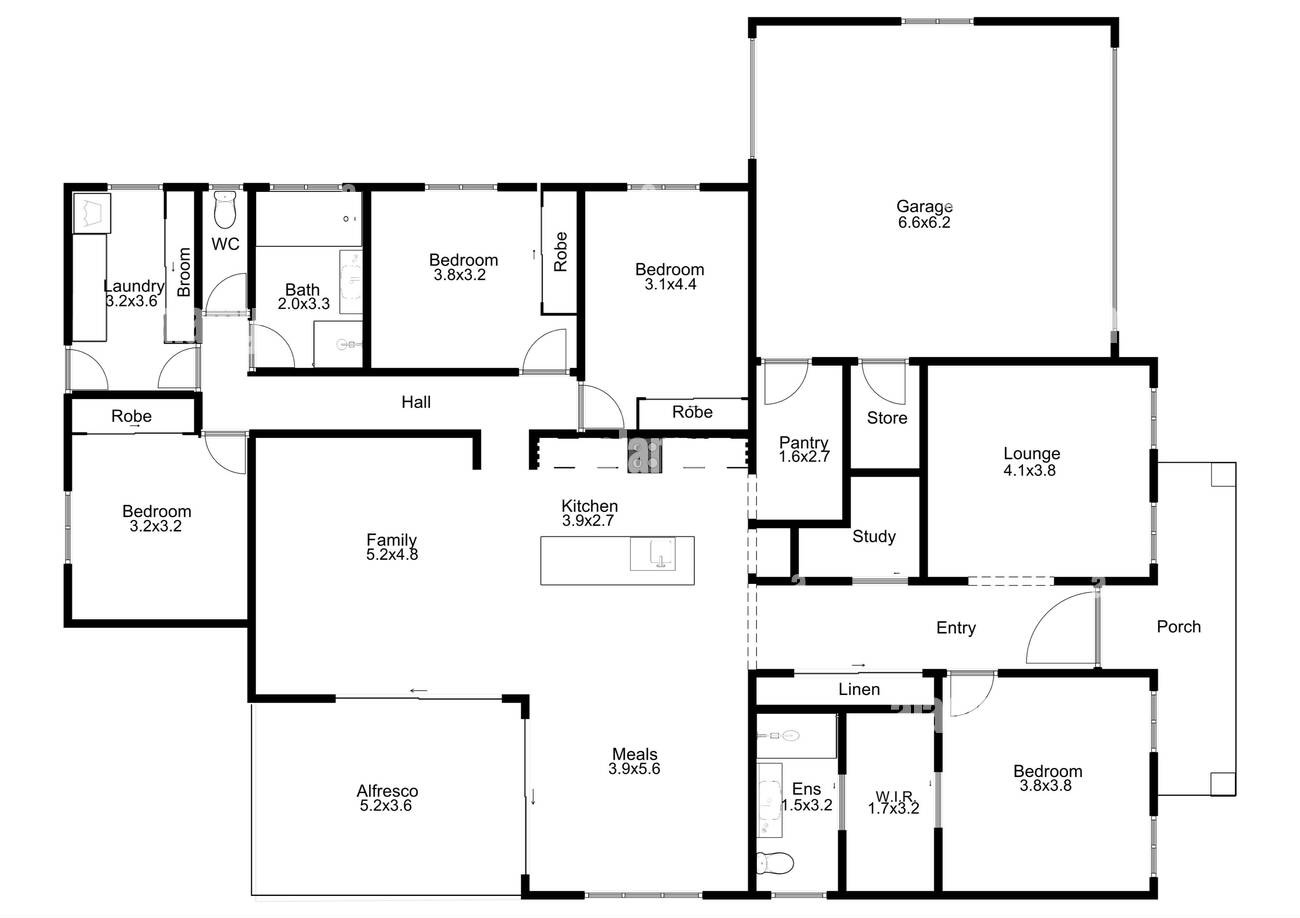 Garage
6.6x6.2
WC
Broom
Laundry
3.2x3.6
Bath
2.0x3.3
Bedroom
3.8x3.2
Robe
Bedroom
3.1x4.4
Hall
Robe
Robe
Store
Pantry
1.6x2.7
Lounge
4.1x3.8
Bedroom
3.2x3.2
Family
5.2x4.8
Kitchen
3.9x2.7
Study
Entry
Porch
Linen
Meals
3.9x5.6
Alfresco
5.2x3.6
Ens
1.5x3.2
W.I.R.
1.7x3.2
Bedroom
3.8x3.8